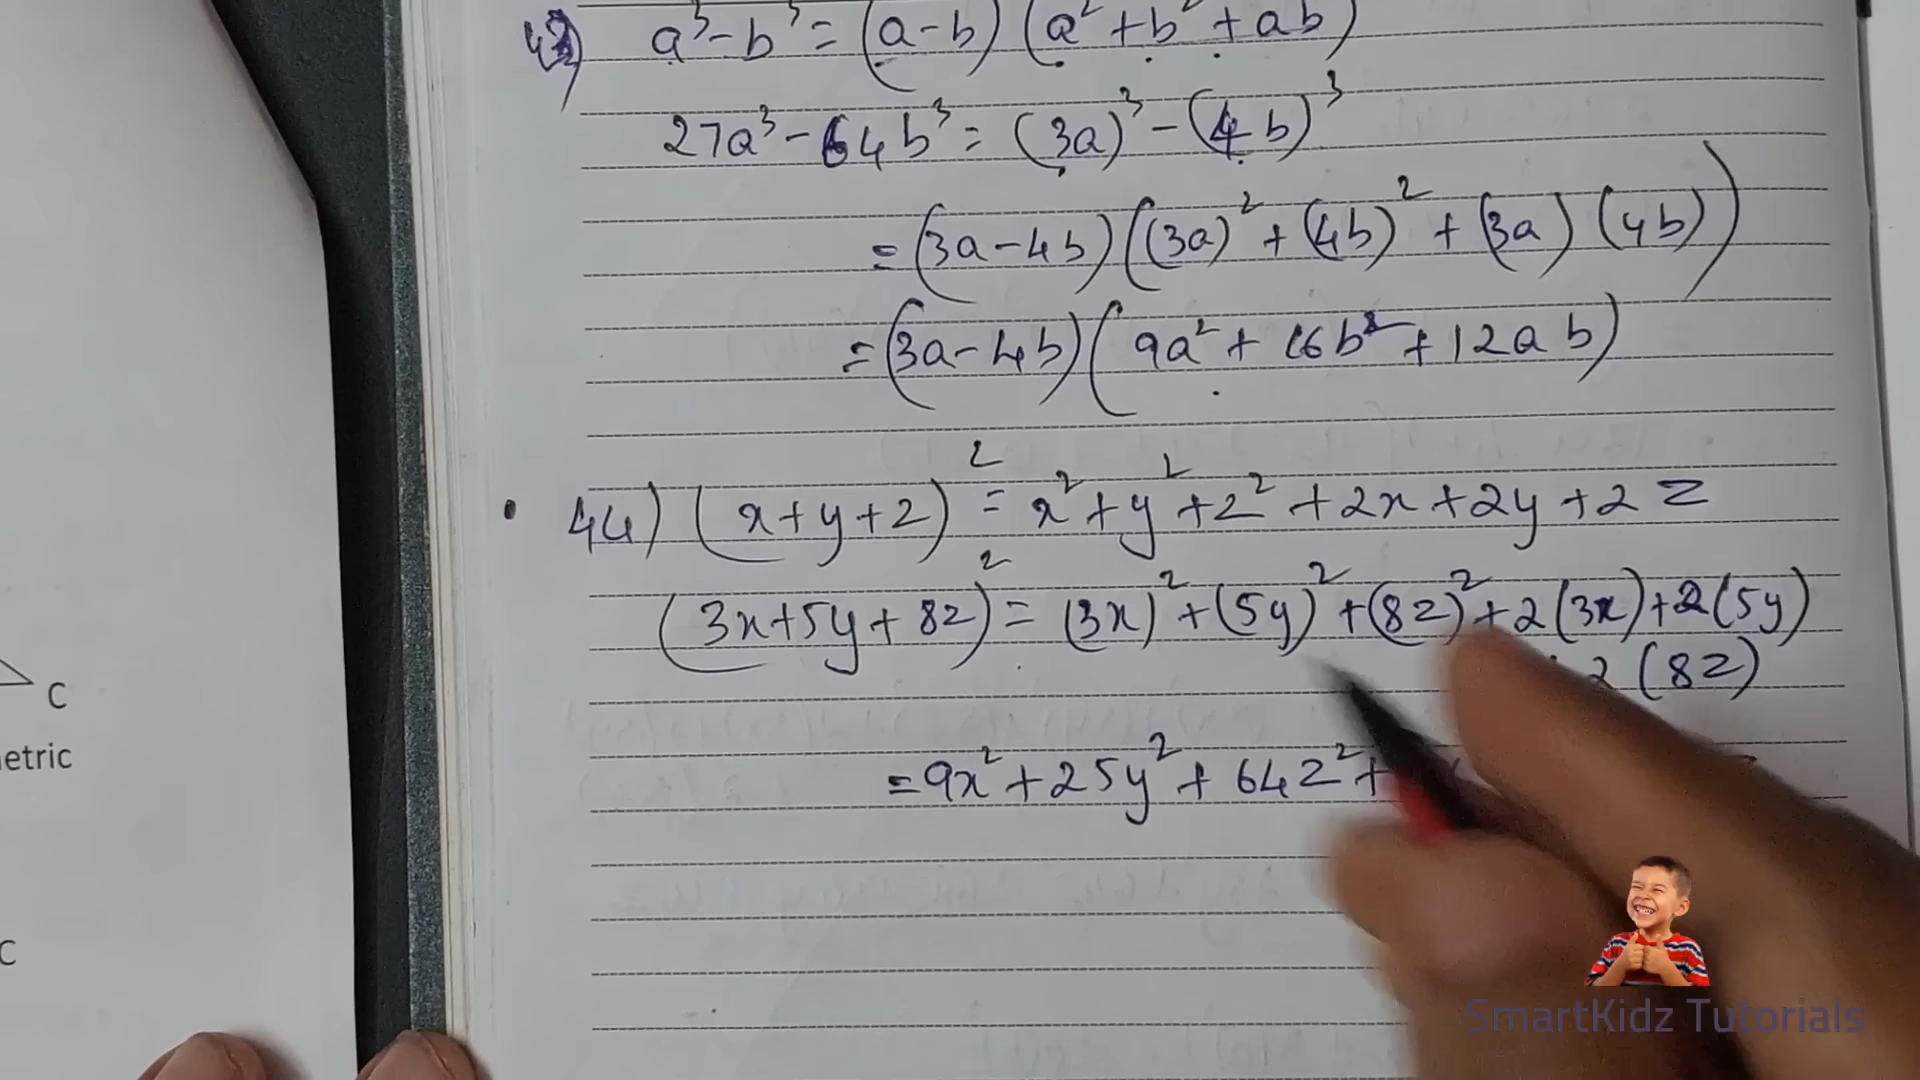 a³ - b³ = (a - b) (a² + b² + ab)
27a³ - 64b³ = (3a)³ - (4b)³
= (3a - 4b) ((3a)² + (4b)² + (3a) (4b))
= (3a - 4b) (9a² + 16b² + 12ab)
44) (x + y + z)² = x² + y² + z² + 2x + 2y + 2z
(3x + 5y + 8z)² = (3x)² + (5y)² + (8z)² + 2(3x) + 2(5y)
2(8z)
= 9x² + 25y² + 64z² +
C
etric
C
SmartKidz Tutorials